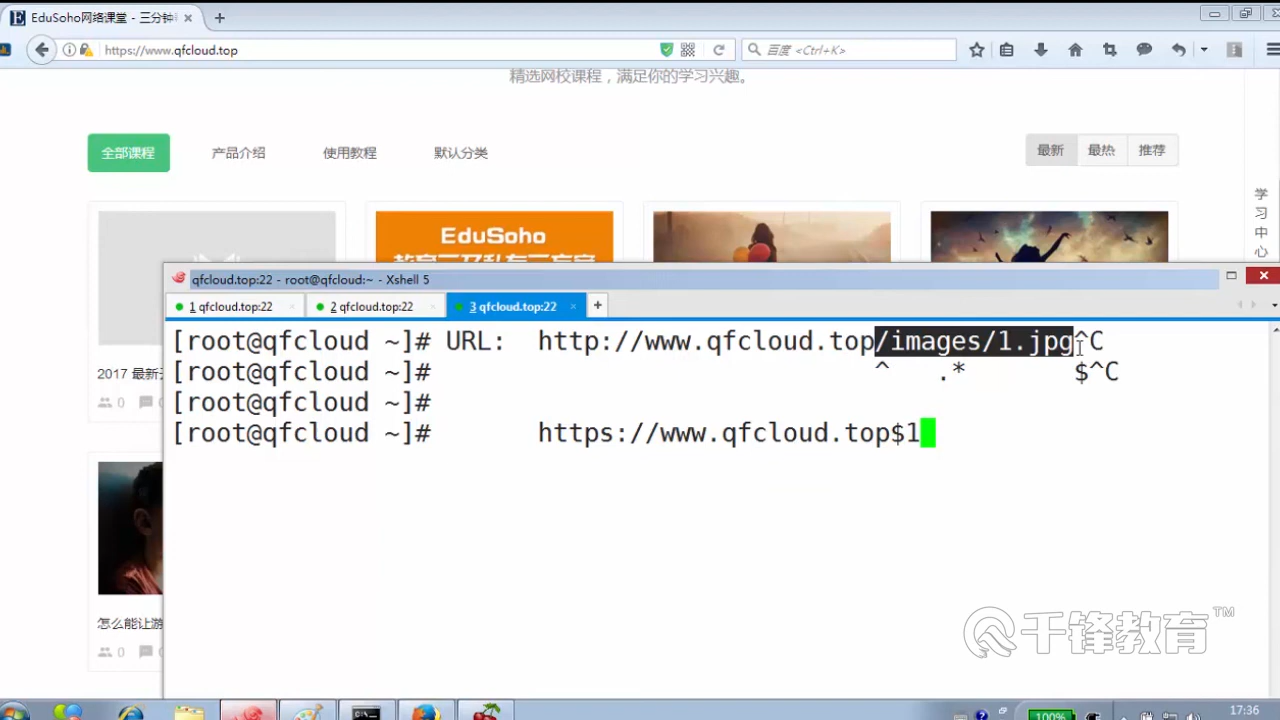 EduSoho网络课堂 - 三分钟
https://www.qfcloud.top
百度 <Ctrl+K>
精选网校课程，满足你的学习兴趣。
全部课程 产品介绍 使用教程 默认分类 最新 最热 推荐
学习中心
EduSoho
qfcloud.top:22 - root@qfcloud:~ - Xshell 5
1 qfcloud.top:22 2 qfcloud.top:22 3 qfcloud.top:22
[root@qfcloud ~]# URL: http://www.qfcloud.top/images/1.jpg^C
[root@qfcloud ~]# ^ .* $^C
[root@qfcloud ~]#
[root@qfcloud ~]# https://www.qfcloud.top$1
2017 最新
0
怎么能让游
0
千锋教育™
100%
17:36